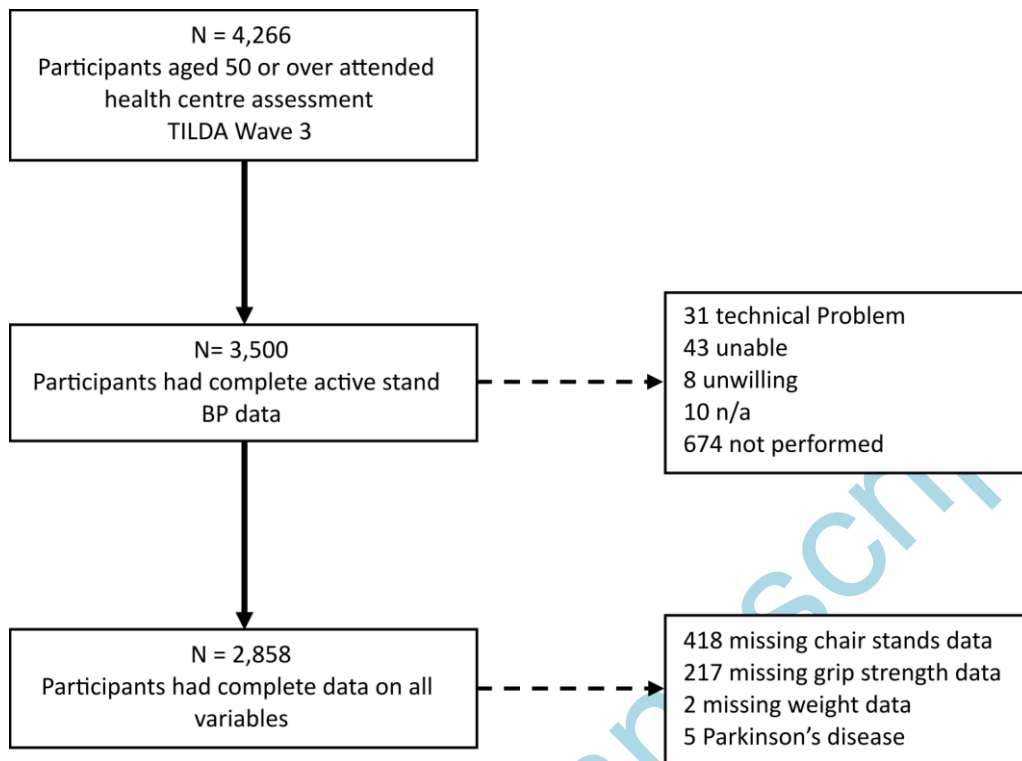 N = 4,266
Participants aged 50 or over attended
health centre assessment
TILDA Wave 3
N= 3,500
Participants had complete active stand
BP data
31 technical Problem
43 unable
8 unwilling
10 n/a
674 not performed
N = 2,858
Participants had complete data on all
variables
418 missing chair stands data
217 missing grip strength data
2 missing weight data
5 Parkinson's disease